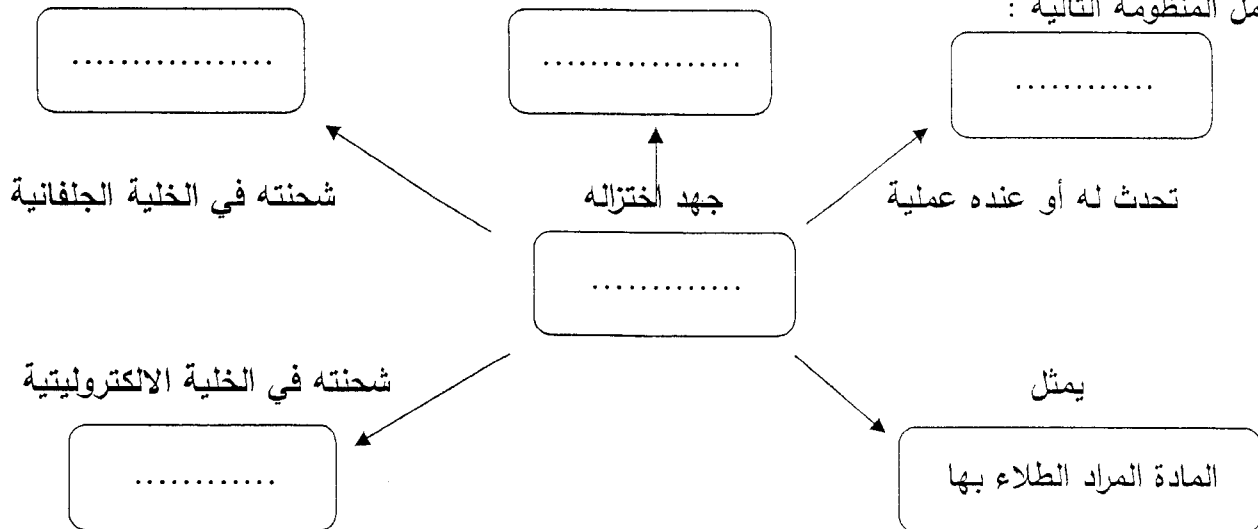 مل المنظومة التالية :
............
.................
.................
تحدث له أو عنده عملية
جهد اختزاله
شحنته في الخلية الجلفانية
.............
يمثل
شحنته في الخلية الالكتروليتية
المادة المراد الطلاء بها
............